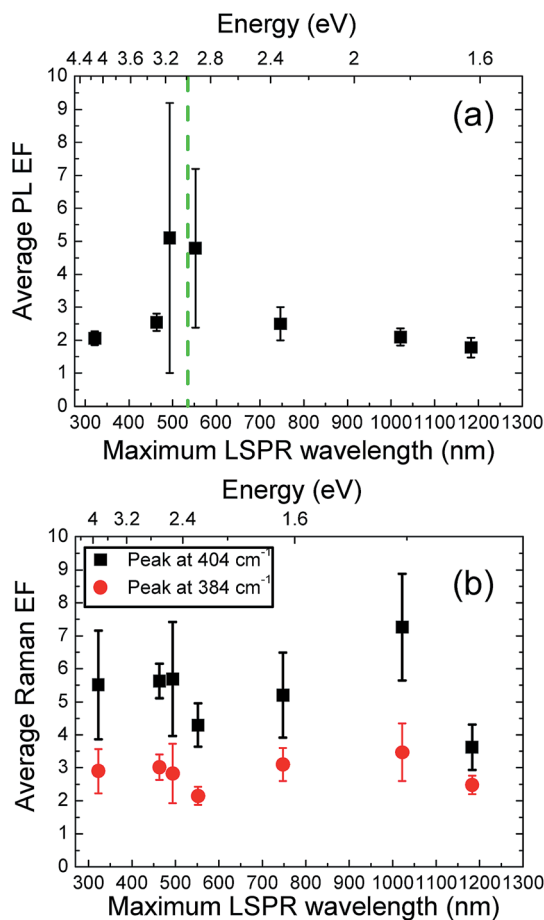 Energy (eV)
4.4 4 3.6 3.2 2.8 2.4 2 1.6
(a)
Average PL EF
10
9
8
7
6
5
4
3
2
1
0
300 400 500 600 700 800 900 1000 1100 1200 1300
Maximum LSPR wavelength (nm)
Energy (eV)
4 3.2 2.4 1.6
(b)
Peak at 404 cm⁻¹
Peak at 384 cm⁻¹
Average Raman EF
10
9
8
7
6
5
4
3
2
1
0
300 400 500 600 700 800 900 1000 1100 1200 1300
Maximum LSPR wavelength (nm)